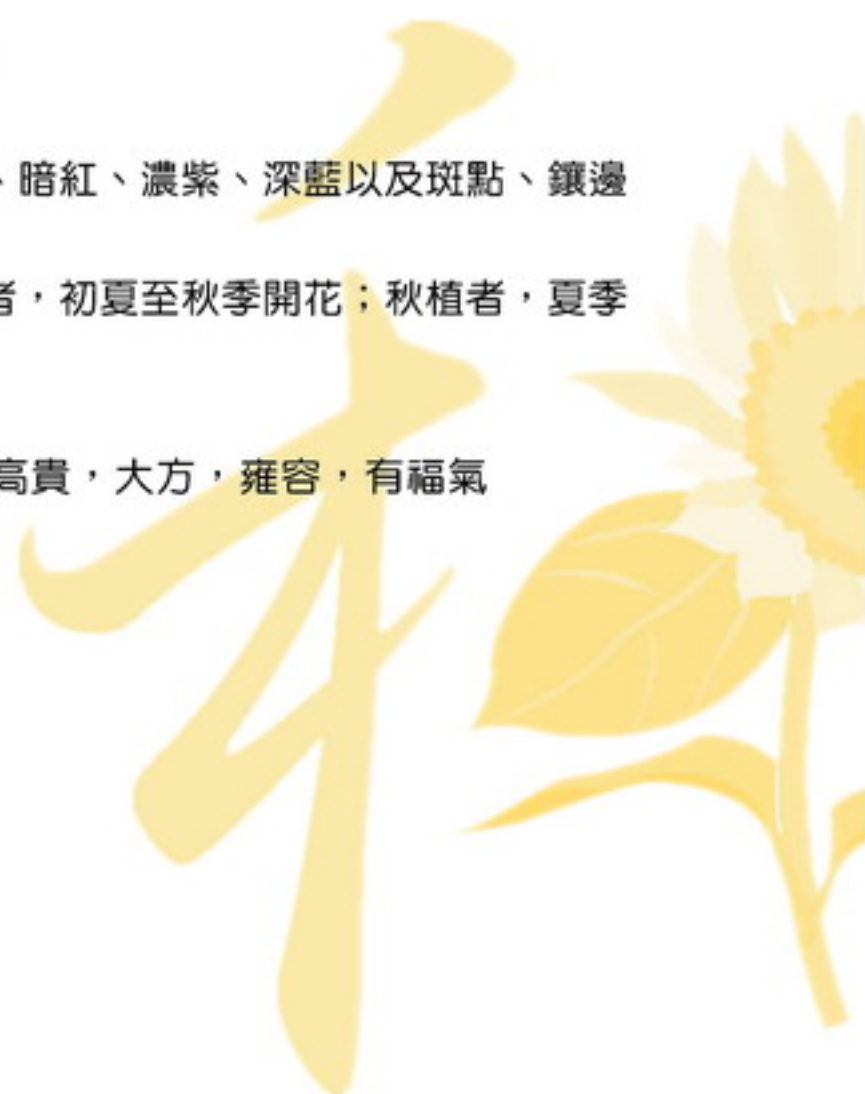 、暗紅、濃紫、深藍以及斑點、鑲邊
者，初夏至秋季開花；秋植者，夏季
高貴，大方，雍容，有福氣